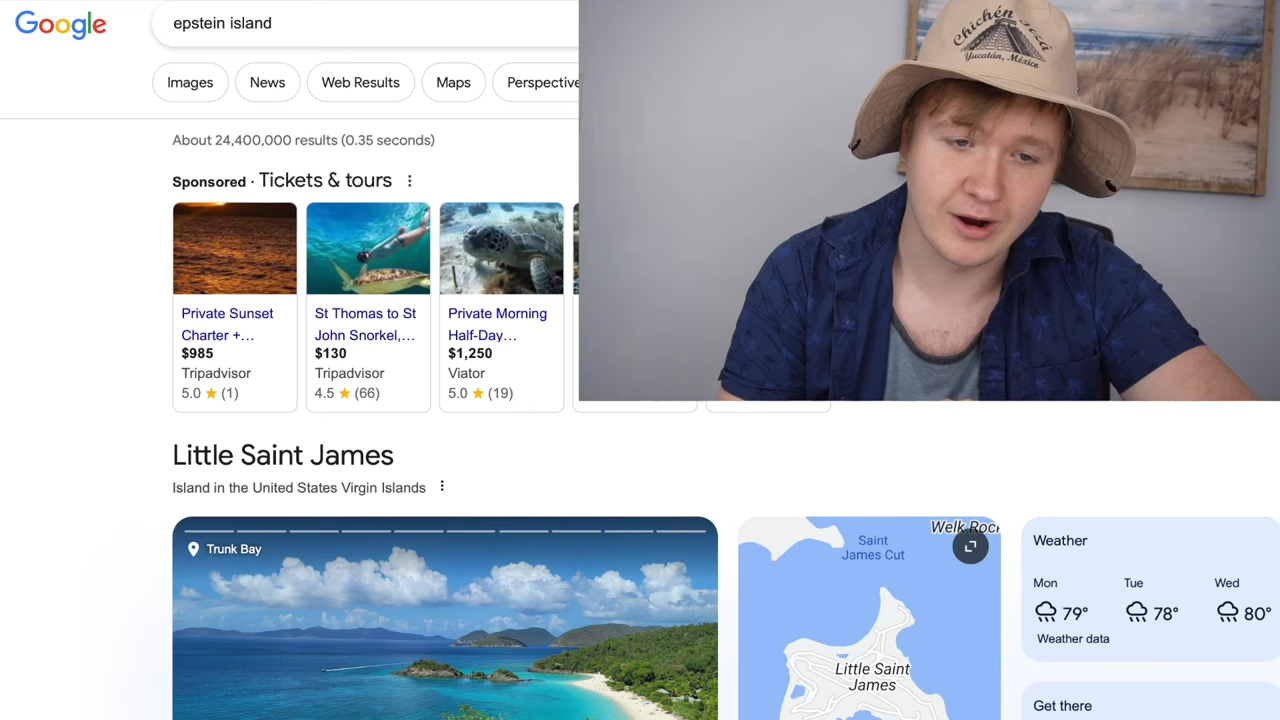 Google
epstein island
Images
News
Web Results
Maps
Perspective
About 24,400,000 results (0.35 seconds)
Sponsored · Tickets & tours
Private Sunset
Charter +…
$985
Tripadvisor
5.0 ★ (1)
St Thomas to St
John Snorkel,…
$130
Tripadvisor
4.5 ★ (66)
Private Morning
Half-Day…
$1,250
Viator
5.0 ★ (19)
Chichén Itzá
Yucatán, México
Little Saint James
Island in the United States Virgin Islands
Trunk Bay
Welk Rock
Saint
James Cut
Little Saint
James
Weather
Mon
Tue
Wed
79°
78°
80°
Weather data
Get there